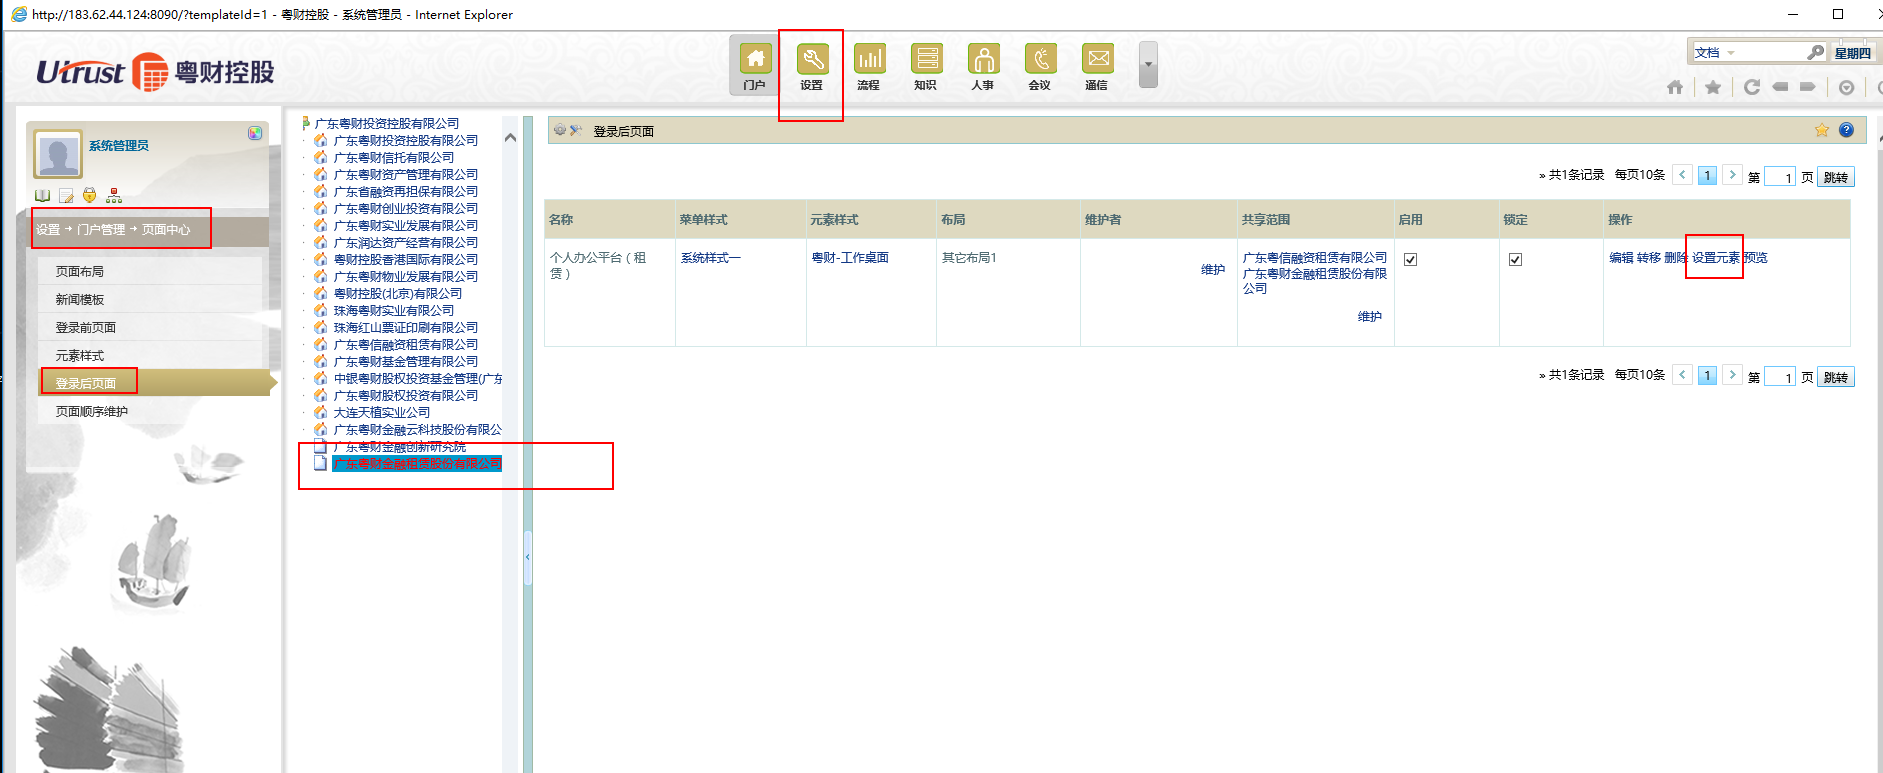 http://183.62.44.124:8090/?templateId=1 - 粤财控股 - 系统管理员 - Internet Explorer
Utrust 粤财控股
门户
设置
流程
知识
人事
会议
通信
文档
星期四
系统管理员
设置 → 门户管理 → 页面中心
页面布局
新闻模板
登录前页面
元素样式
登录后页面
页面顺序维护
广东粤财投资控股有限公司
广东粤财投资控股有限公司
广东粤财信托有限公司
广东粤财资产管理有限公司
广东省融资再担保有限公司
广东粤财创业投资有限公司
广东粤财实业发展有限公司
广东润达资产经营有限公司
粤财控股香港国际有限公司
广东粤财物业发展有限公司
粤财控股(北京)有限公司
珠海粤财实业有限公司
珠海红山票证印刷有限公司
广东粤信融资租赁有限公司
广东粤财基金管理有限公司
中银粤财股权投资基金管理(广东
广东粤财股权投资有限公司
大连天植实业公司
广东粤财金融云科技股份有限公
广东粤财金融创新研究院
广东粤财金融租赁股份有限公司
登录后页面
» 共1条记录 每页10条 < 1 > 第 1 页 跳转
名称 菜单样式 元素样式 布局 维护者 共享范围 启用 锁定 操作
个人办公平台（租
赁）
系统样式一
粤财-工作桌面
其它布局1
维护
广东粤信融资租赁有限公司
广东粤财金融租赁股份有限
公司
维护
编辑 转移 删除 设置元素 预览
» 共1条记录 每页10条 < 1 > 第 1 页 跳转